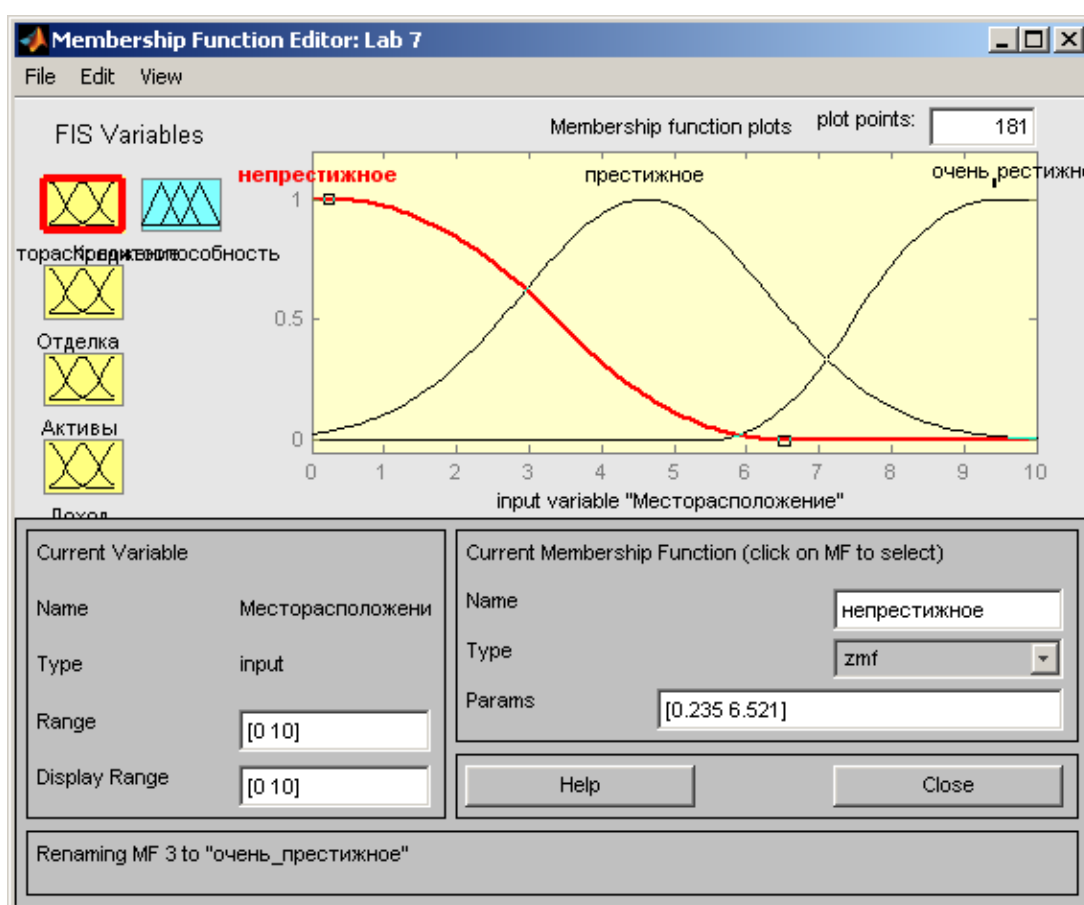 Membership Function Editor: Lab 7
File Edit View
FIS Variables
Membership function plots
plot points:
181
непрестижное
престижное
1
0.5
0
0 1 2 3 4 5 6 7 8 9 10
input variable "Месторасположение"
Отделка
Активы
Доход
Current Variable
Name Месторасположени
Type input
Range [0 10]
Display Range [0 10]
Current Membership Function (click on MF to select)
Name непрестижное
Type zmf
Params [0.235 6.521]
Help Close
Renaming MF 3 to "очень_престижное"